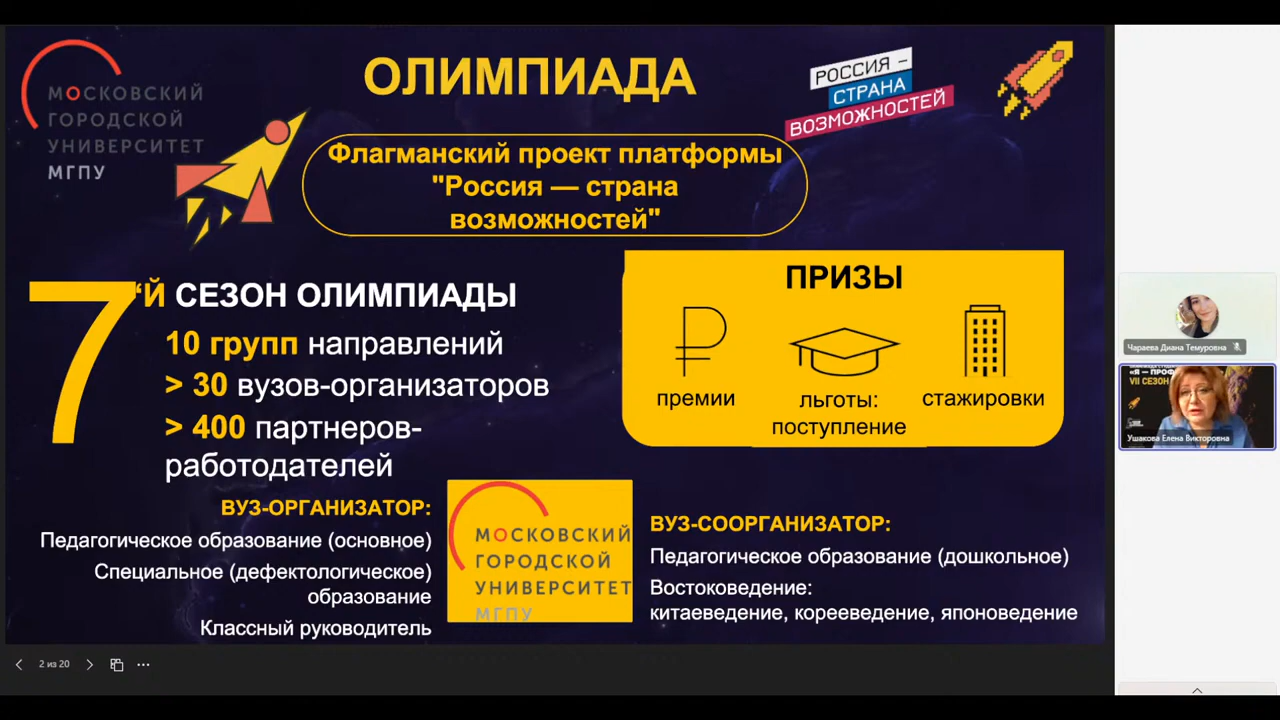 МОСКОВСКИЙ
ГОРОДСКОЙ
УНИВЕРСИТЕТ
МГПУ
ОЛИМПИАДА
РОССИЯ –
СТРАНА
ВОЗМОЖНОСТЕЙ
Флагманский проект платформы
"Россия — страна
возможностей"
7'Й СЕЗОН ОЛИМПИАДЫ
10 групп направлений
> 30 вузов-организаторов
> 400 партнеров-
работодателей
ПРИЗЫ
премии
льготы:
поступление
стажировки
ВУЗ-ОРГАНИЗАТОР:
Педагогическое образование (основное)
Специальное (дефектологическое)
образование
Классный руководитель
МОСКОВСКИЙ
ГОРОДСКОЙ
УНИВЕРСИТЕТ
МГПУ
ВУЗ-СООРГАНИЗАТОР:
Педагогическое образование (дошкольное)
Востоковедение:
китаеведение, корееведение, японоведение
2 из 20
Чараева Диана Темуровна
«Я — ПРОФ
VII СЕЗО
Ушакова Елена Викторовна